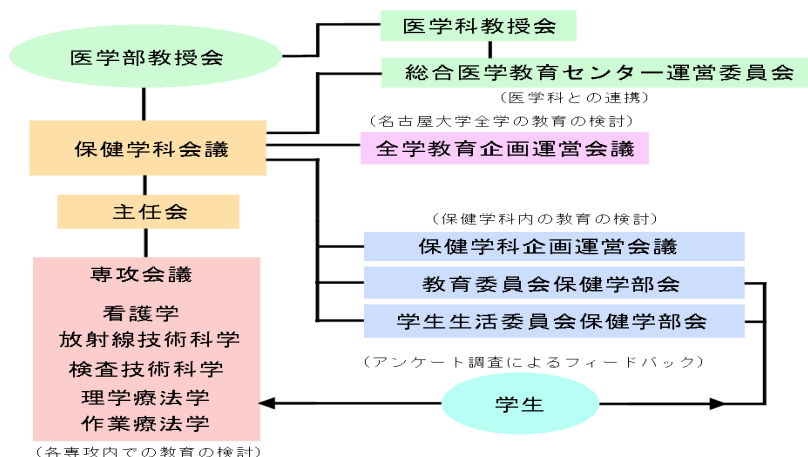 医学部教授会
医学科教授会
総合医学教育センター運営委員会
(医学科との連携)
(名古屋大学全学の教育の検討)
保健学科会議
全学教育企画運営会議
主任会
(保健学科内の教育の検討)
保健学科企画運営会議
教育委員会保健学部会
学生生活委員会保健学部会
専攻会議
看護学
放射線技術科学
検査技術科学
理学療法学
作業療法学
(各専攻内での教育の検討)
(アンケート調査によるフィードバック)
学生